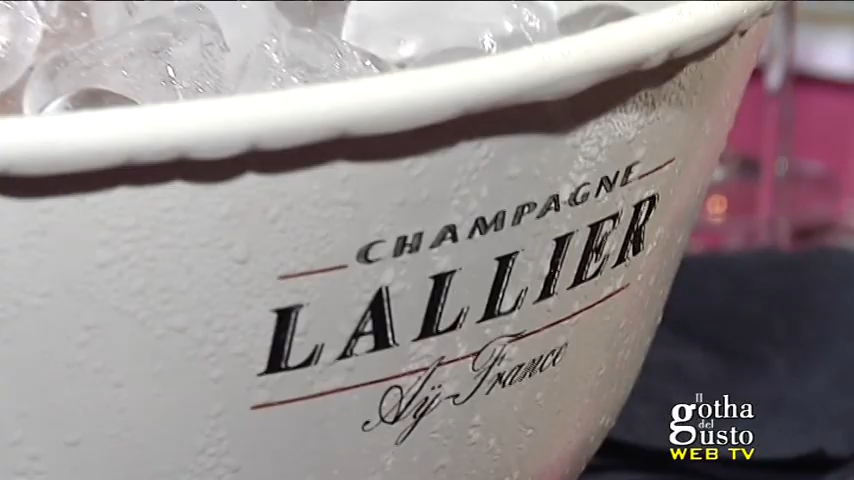 CHAMPAGNE
LALLIER
Aÿ-France
Il
gotha
del
gusto
WEB TV